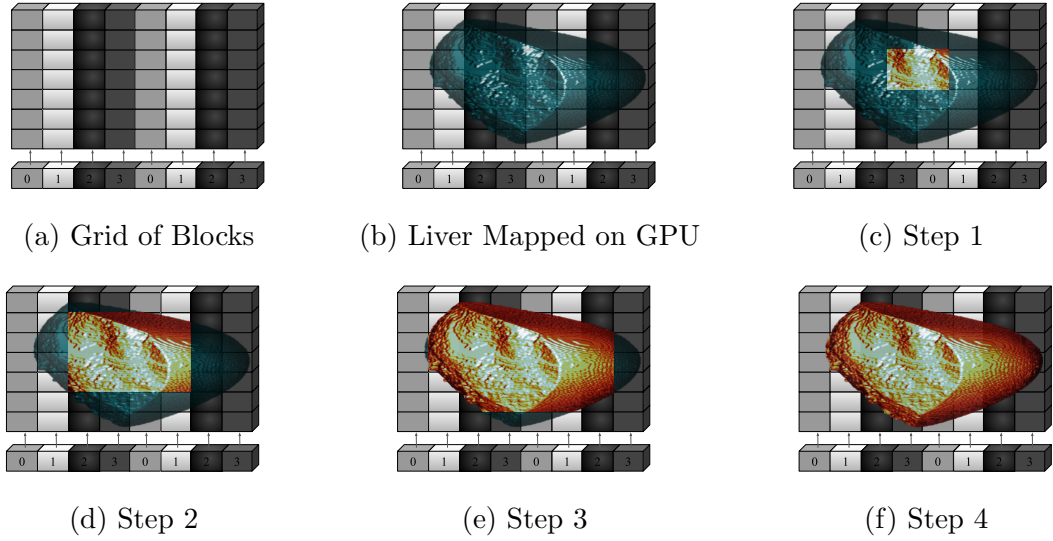 0 1 2 3 0 1 2 3
0 1 2 3 0 1 2 3
0 1 2 3 0 1 2 3
(a) Grid of Blocks
(b) Liver Mapped on GPU
(c) Step 1
0 1 2 3 0 1 2 3
0 1 2 3 0 1 2 3
0 1 2 3 0 1 2 3
(d) Step 2
(e) Step 3
(f) Step 4